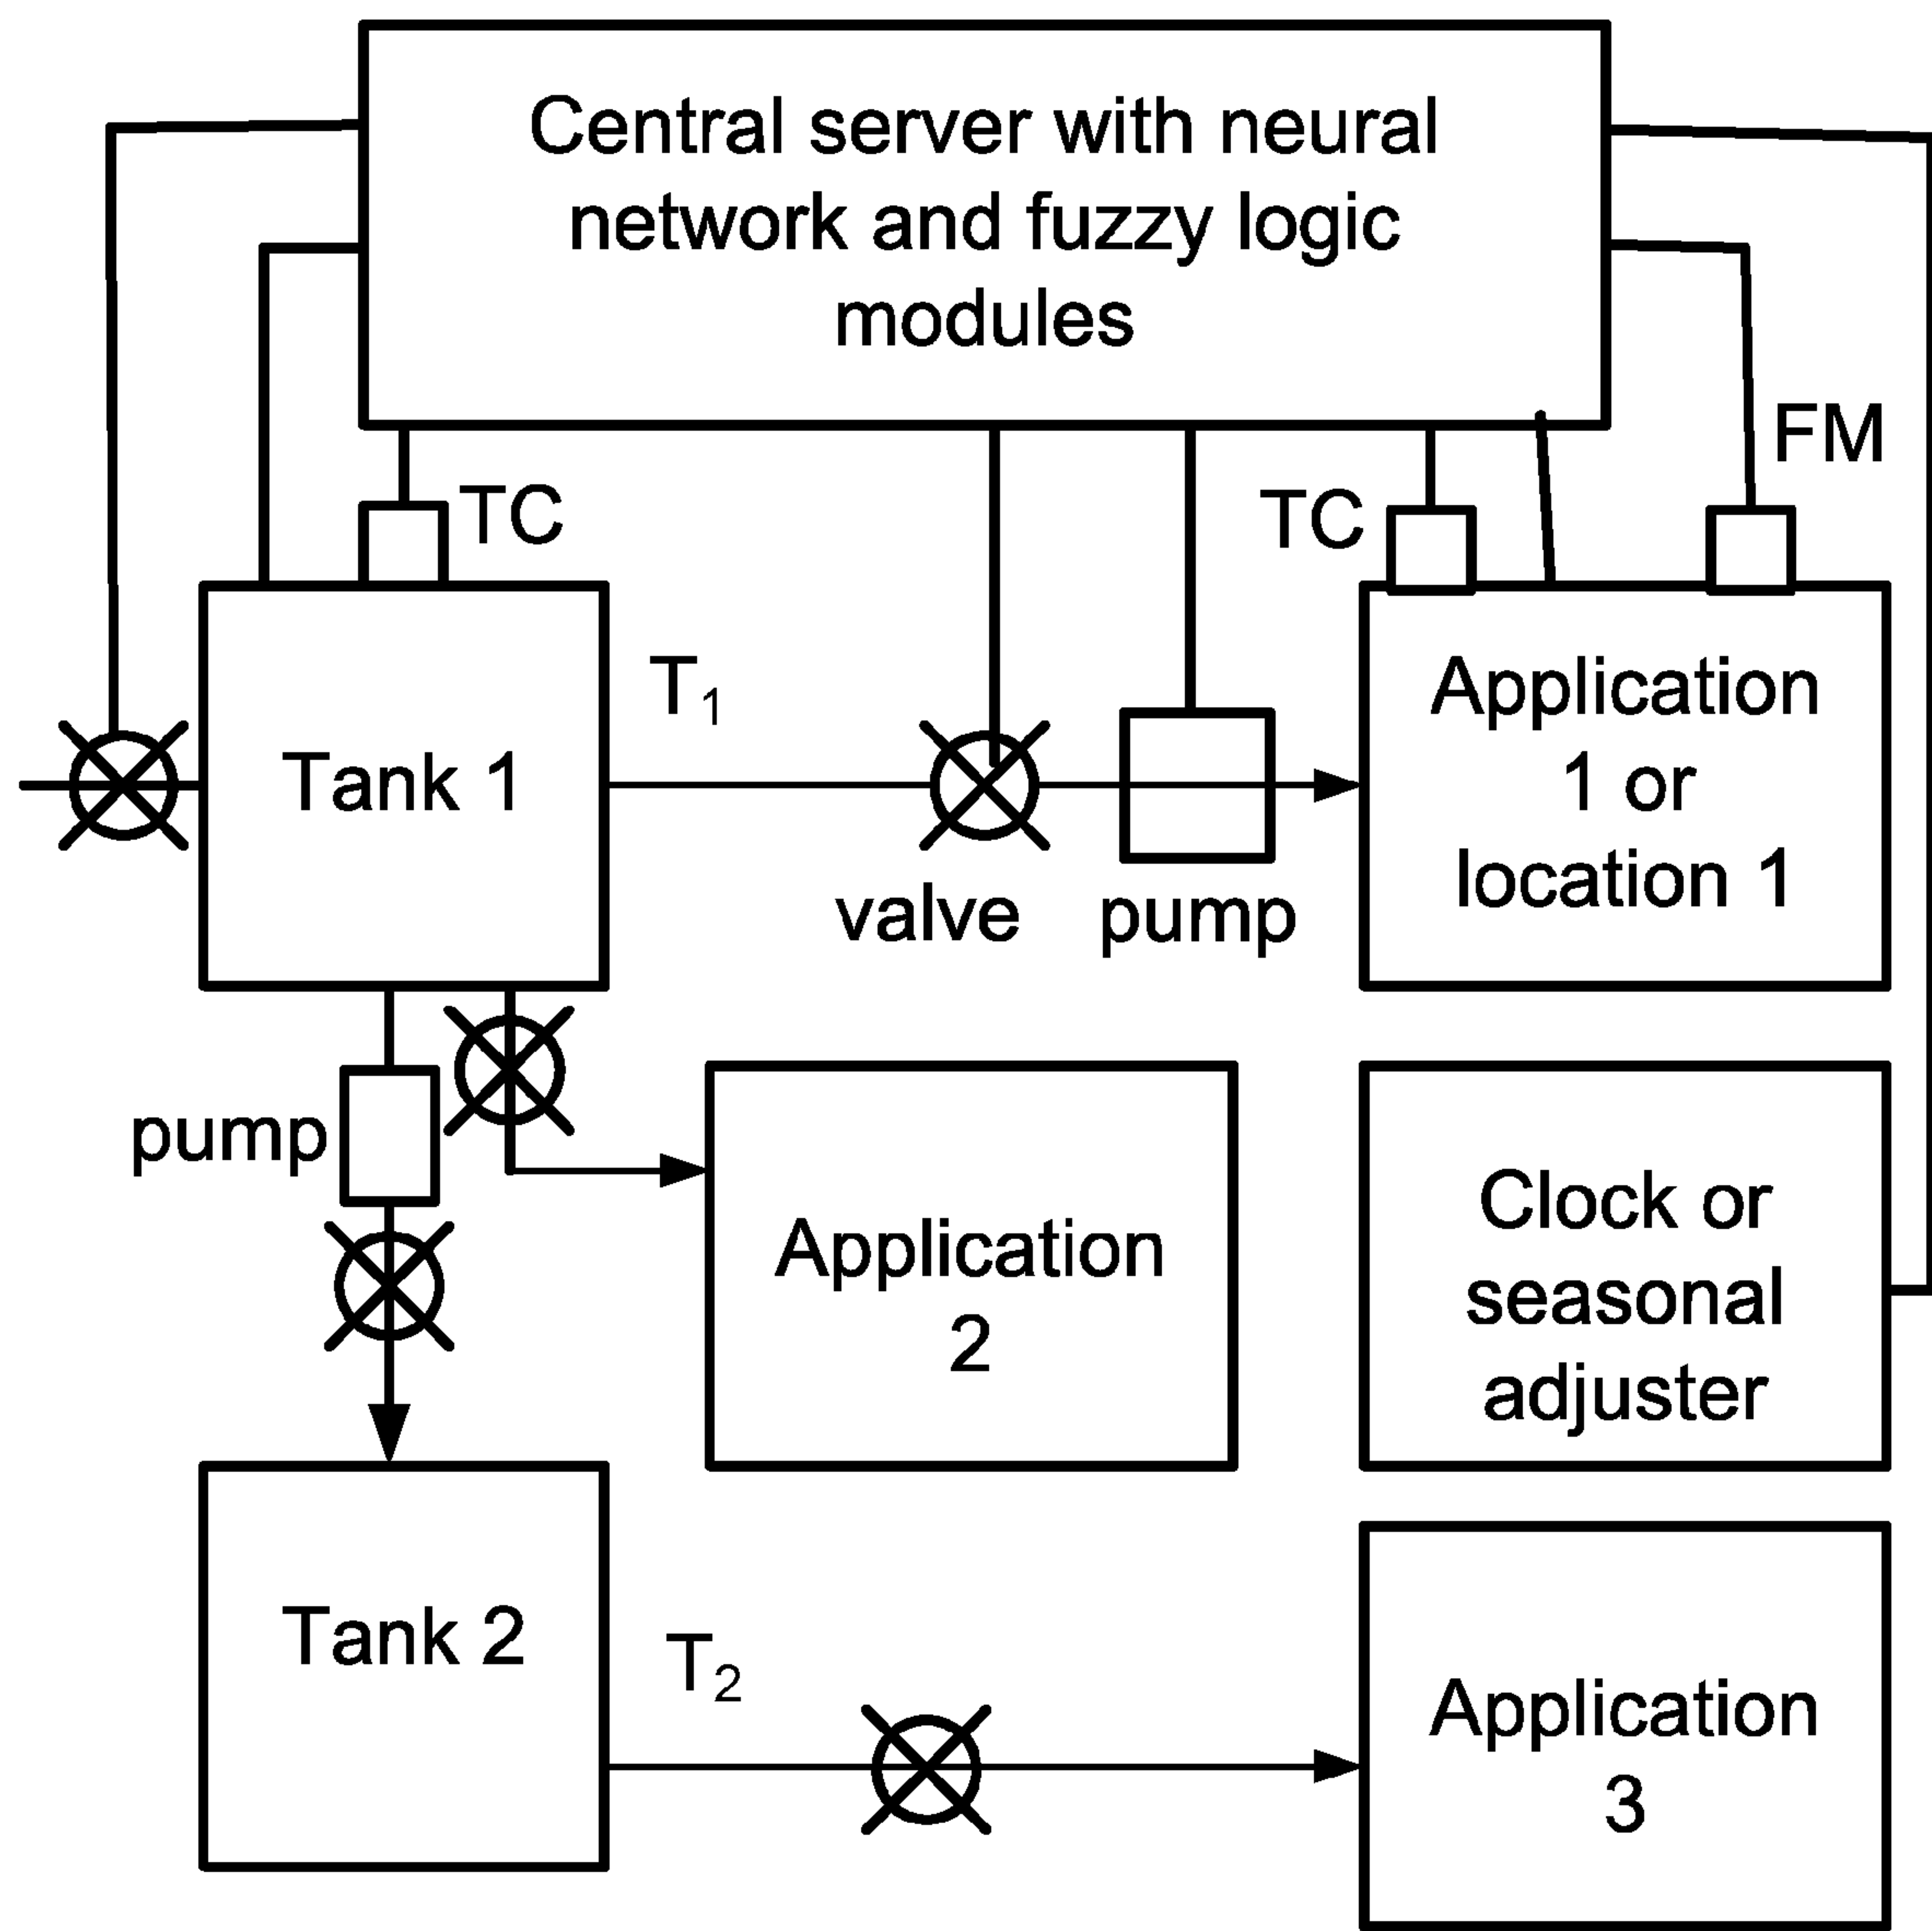 Central server with neural
network and fuzzy logic
modules
FM
TC
TC
T1
Tank 1
Application
1 or
location 1
valve
pump
pump
Application
2
Clock or
seasonal
adjuster
Tank 2
T2
Application
3